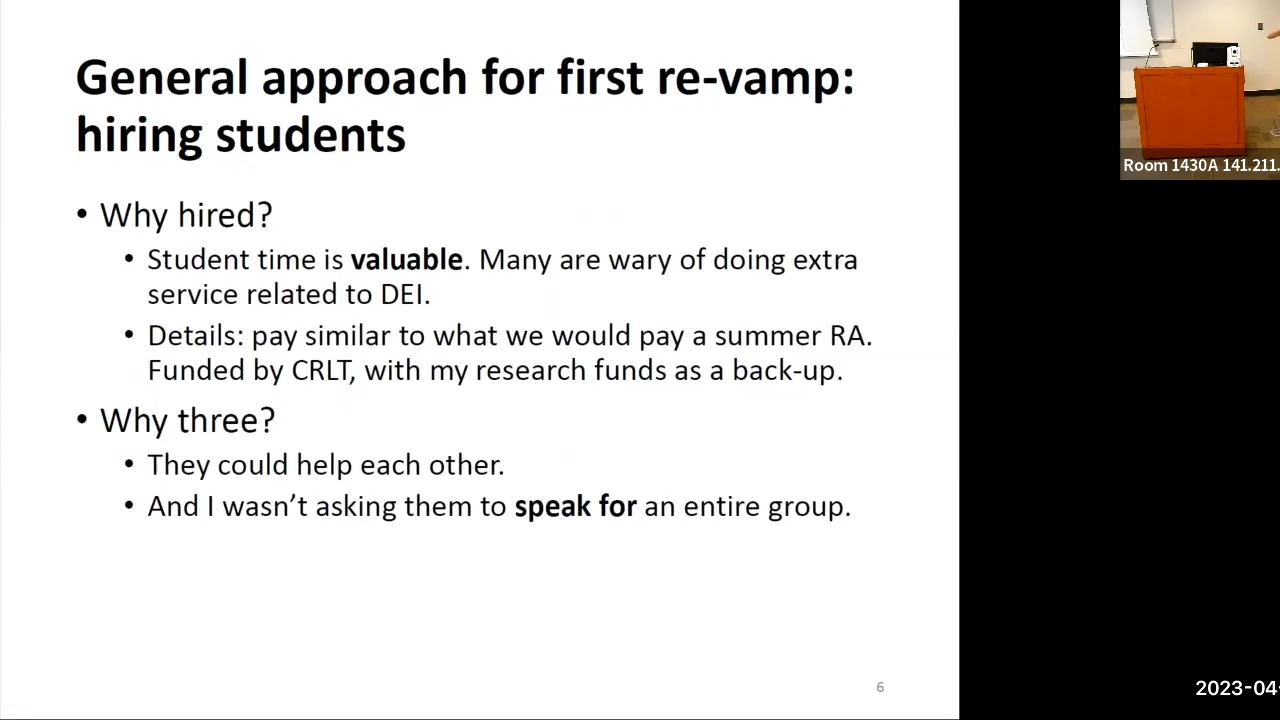 General approach for first re-vamp:
hiring students
• Why hired?
• Student time is valuable. Many are wary of doing extra
service related to DEI.
• Details: pay similar to what we would pay a summer RA.
Funded by CRLT, with my research funds as a back-up.
• Why three?
• They could help each other.
• And I wasn’t asking them to speak for an entire group.
6
Room 1430A 141.211.
2023-04-